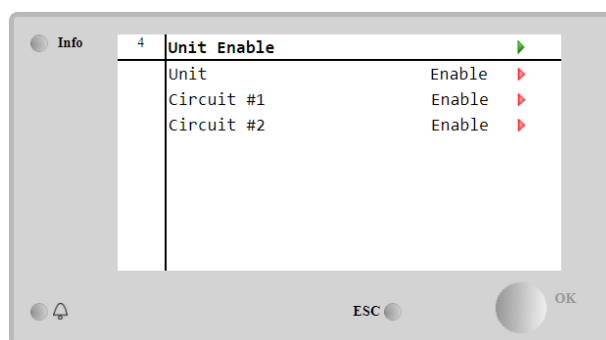 Info
4 Unit Enable
Unit Enable
Circuit #1 Enable
Circuit #2 Enable
ESC
OK